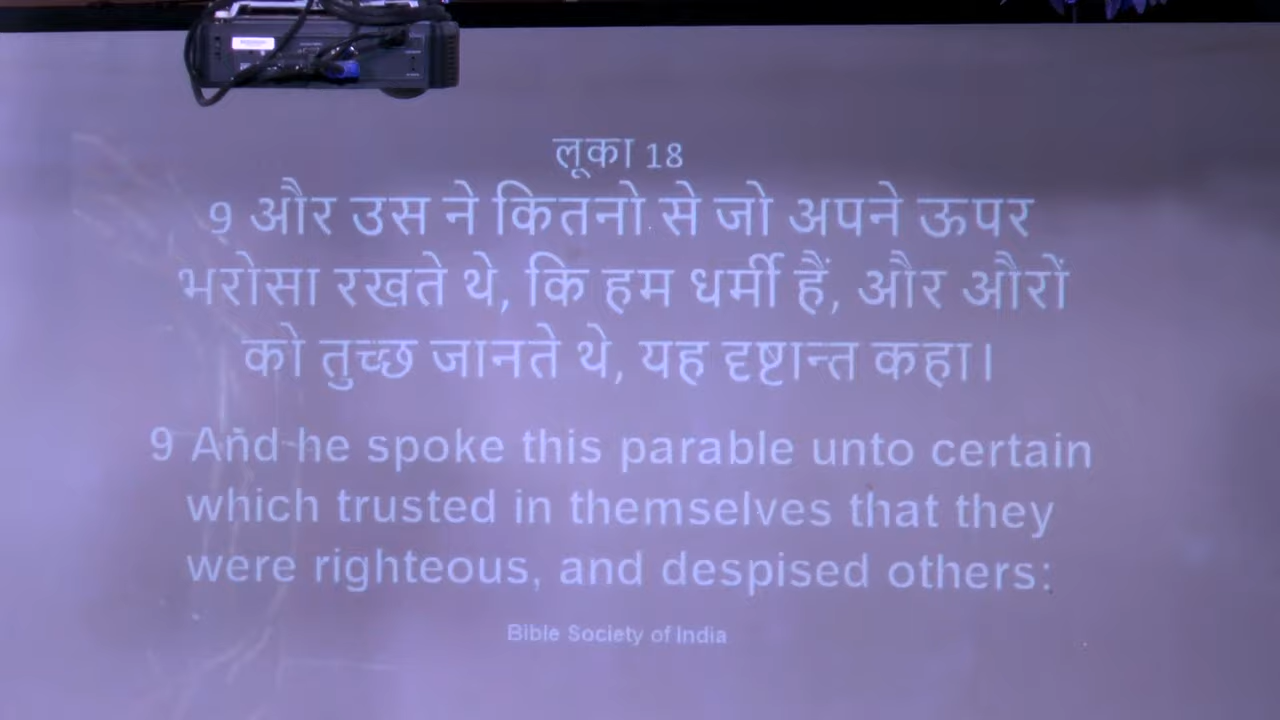 लूका 18
9 और उस ने कितनो से जो अपने ऊपर
भरोसा रखते थे, कि हम धर्मी हैं, और औरों
को तुच्छ जानते थे, यह दृष्टान्त कहा।
9 And he spoke this parable unto certain
which trusted in themselves that they
were righteous, and despised others:
Bible Society of India